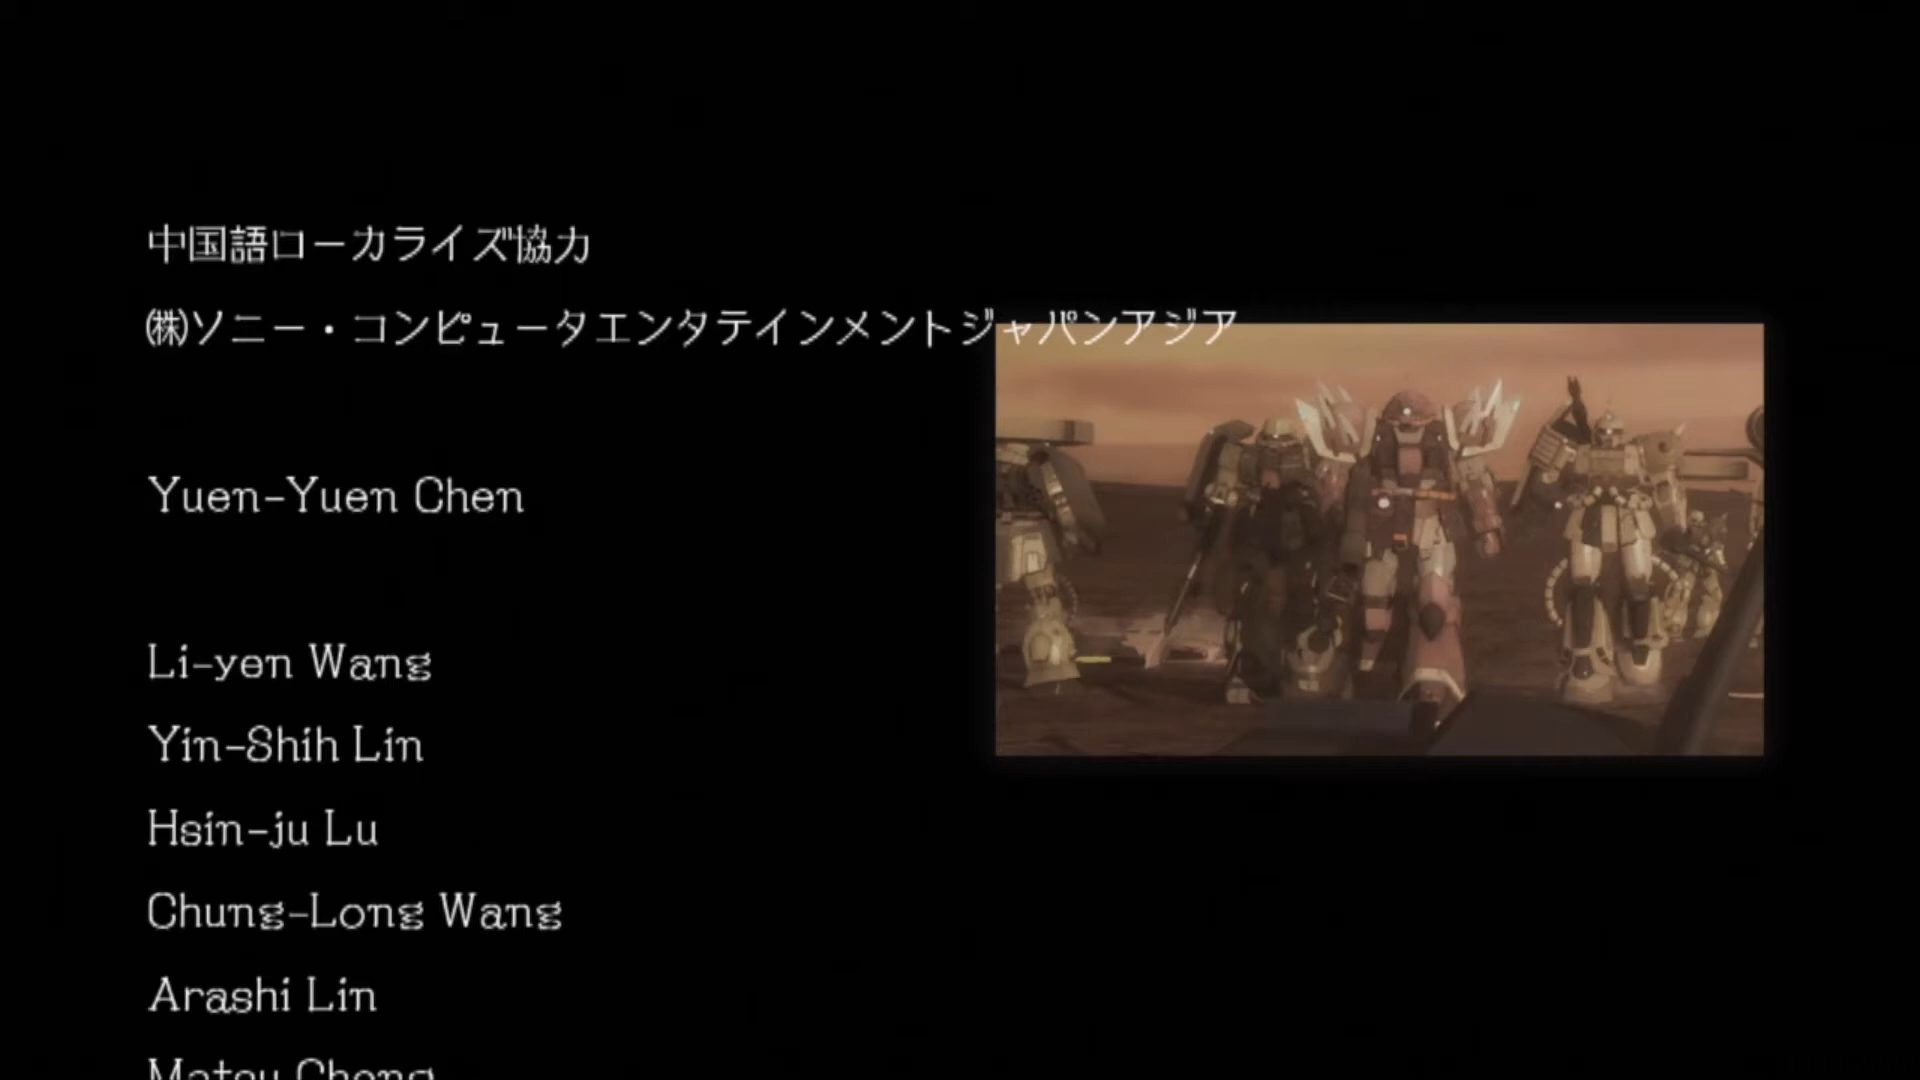 中国語ローカライズ協力
㈱ソニー・コンピュータエンタテインメントジャパンアジア
Yuen-Yuen Chen
Li-yen Wang
Yin-Shih Lin
Hsin-ju Lu
Chung-Long Wang
Arashi Lin